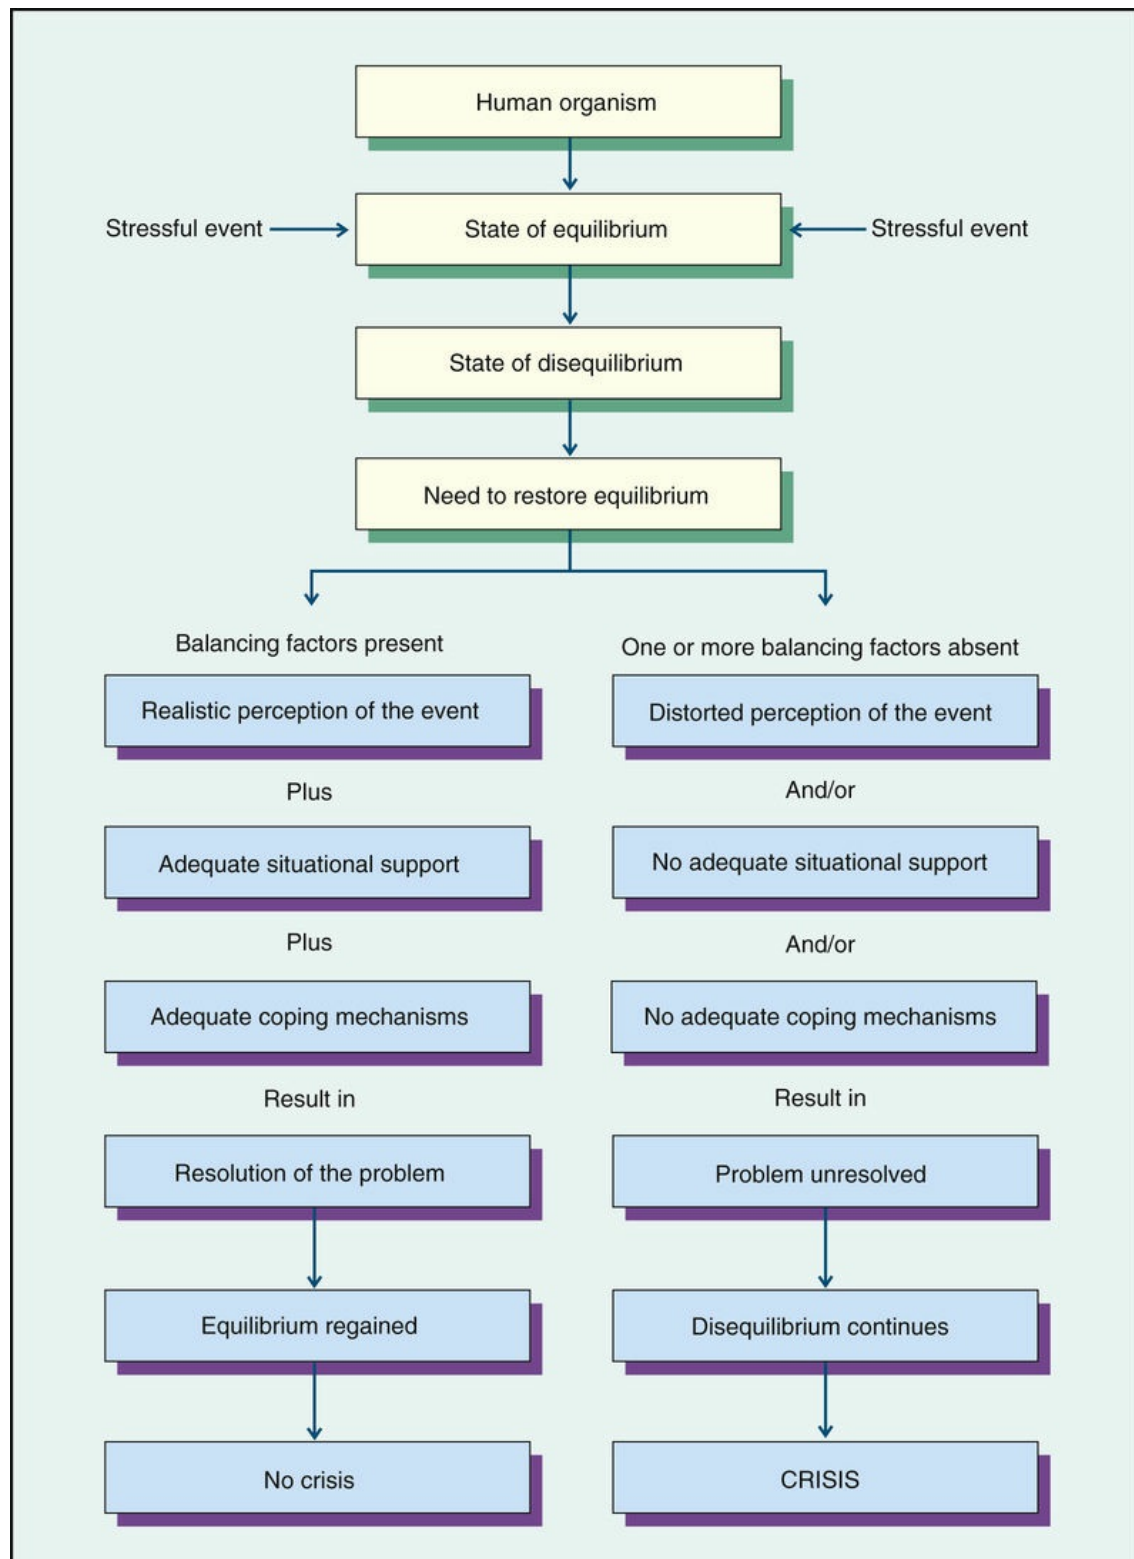 Human organism
Stressful event
State of equilibrium
Stressful event
State of disequilibrium
Need to restore equilibrium
Balancing factors present
Realistic perception of the event
Plus
Adequate situational support
Plus
Adequate coping mechanisms
Result in
Resolution of the problem
Equilibrium regained
No crisis
One or more balancing factors absent
Distorted perception of the event
And/or
No adequate situational support
And/or
No adequate coping mechanisms
Result in
Problem unresolved
Disequilibrium continues
CRISIS